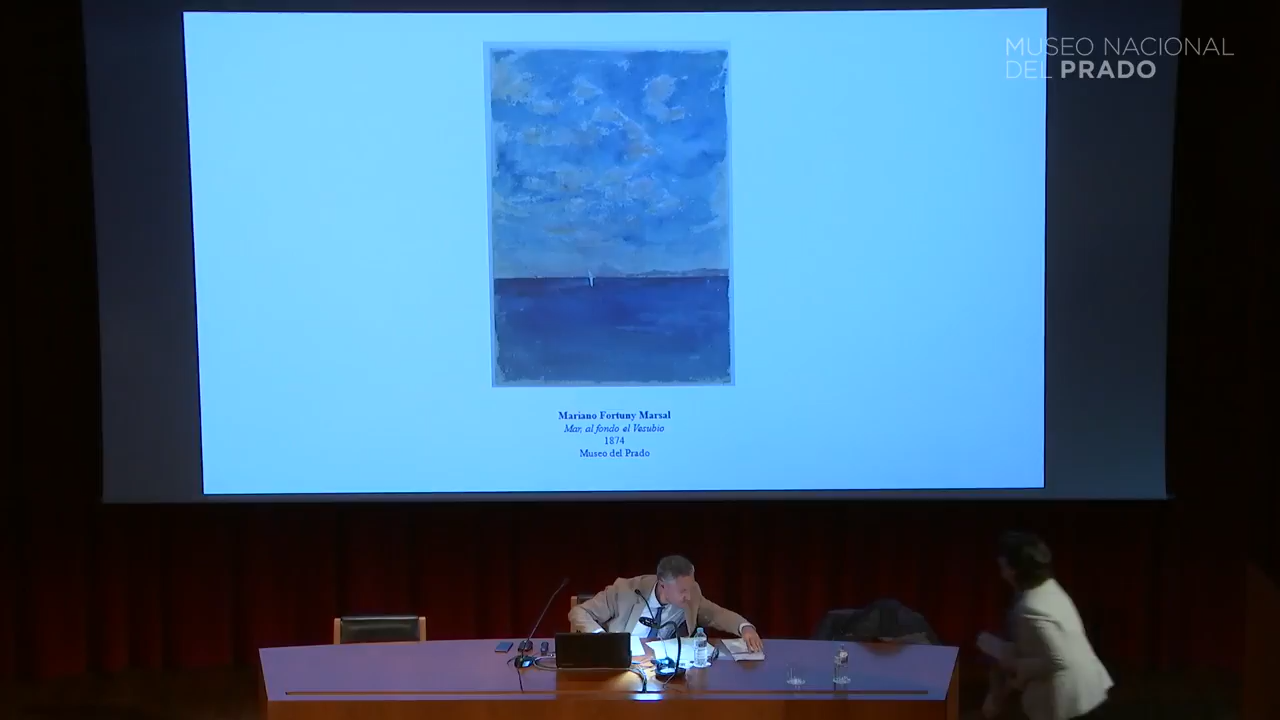 MUSEO NACIONAL
DEL PRADO
Mariano Fortuny Marsal
Mar, al fondo el Vesubio
1874
Museo del Prado